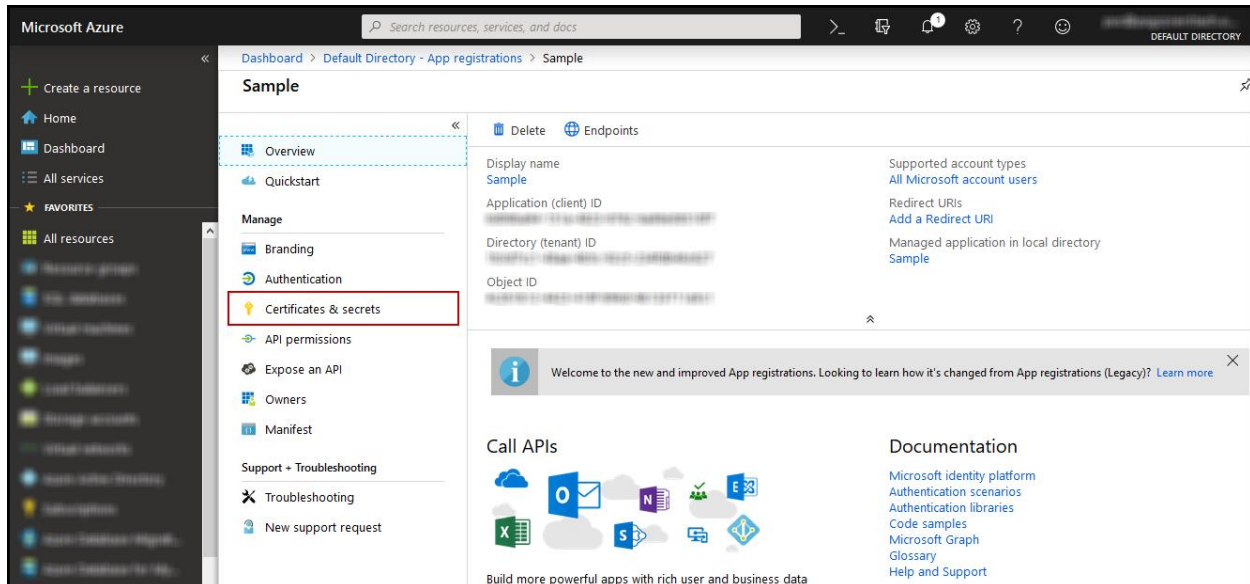 Microsoft Azure
Search resources, services, and docs
1
DEFAULT DIRECTORY
Create a resource
Home
Dashboard
All services
FAVORITES
All resources
Dashboard > Default Directory - App registrations > Sample
Sample
Overview
Quickstart
Manage
Branding
Authentication
Certificates & secrets
API permissions
Expose an API
Owners
Manifest
Support + Troubleshooting
Troubleshooting
New support request
Delete Endpoints
Display name
Sample
Application (client) ID
Directory (tenant) ID
Object ID
Supported account types
All Microsoft account users
Redirect URIs
Add a Redirect URI
Managed application in local directory
Sample
Welcome to the new and improved App registrations. Looking to learn how it's changed from App registrations (Legacy)? Learn more
Call APIs
Build more powerful apps with rich user and business data
Documentation
Microsoft identity platform
Authentication scenarios
Authentication libraries
Code samples
Microsoft Graph
Glossary
Help and Support